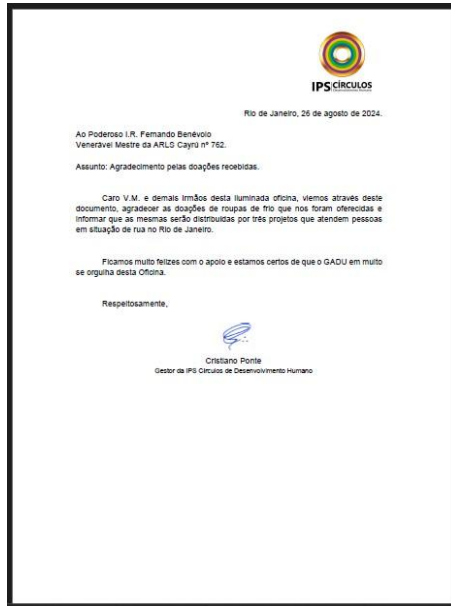 IPS CÍRCULOS
Desenvolvimento Humano
Rio de Janeiro, 26 de agosto de 2024.
Ao Poderoso I.R. Fernando Benévolo
Venerável Mestre da ARLS Cayrú nº 762.
Assunto: Agradecimento pelas doações recebidas.
Caro V.M. e demais Irmãos desta Iluminada oficina, viemos através deste
documento, agradecer as doações de roupas de frio que nos foram oferecidas e
informar que as mesmas serão distribuídas por três projetos que atendem pessoas
em situação de rua no Rio de Janeiro.
Ficamos muito felizes com o apoio e estamos certos de que o GADU em muito
se orgulha desta Oficina.
Respeitosamente,
Cristiano Ponte
Gestor da IPS Círculos de Desenvolvimento Humano